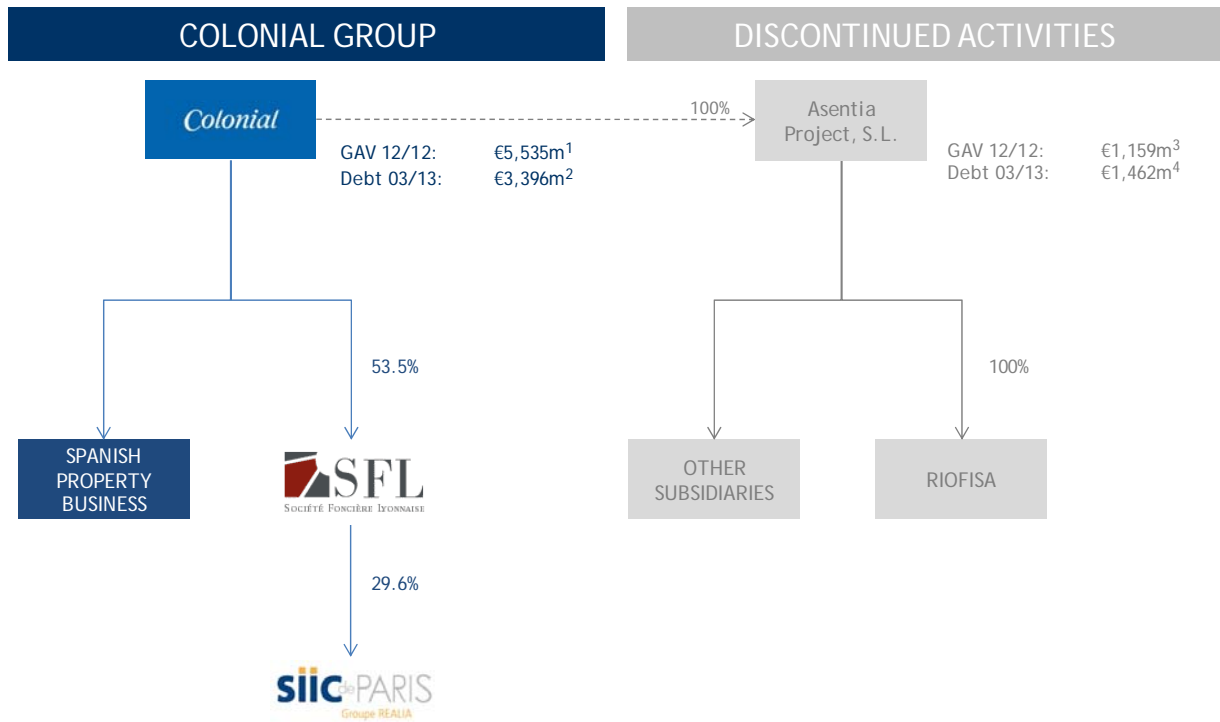 COLONIAL GROUP
DISCONTINUED ACTIVITIES
Colonial
100%
Asentia
Project, S.L.
GAV 12/12: €5,535m1
Debt 03/13: €3,396m2
GAV 12/12: €1,159m3
Debt 03/13: €1,462m4
53.5%
100%
SPANISH
PROPERTY
BUSINESS
SFL
SOCIÉTÉ FONCIÈRE LYONNAISE
OTHER
SUBSIDIARIES
RIOFISA
29.6%
siic de PARIS
Groupe REALIA